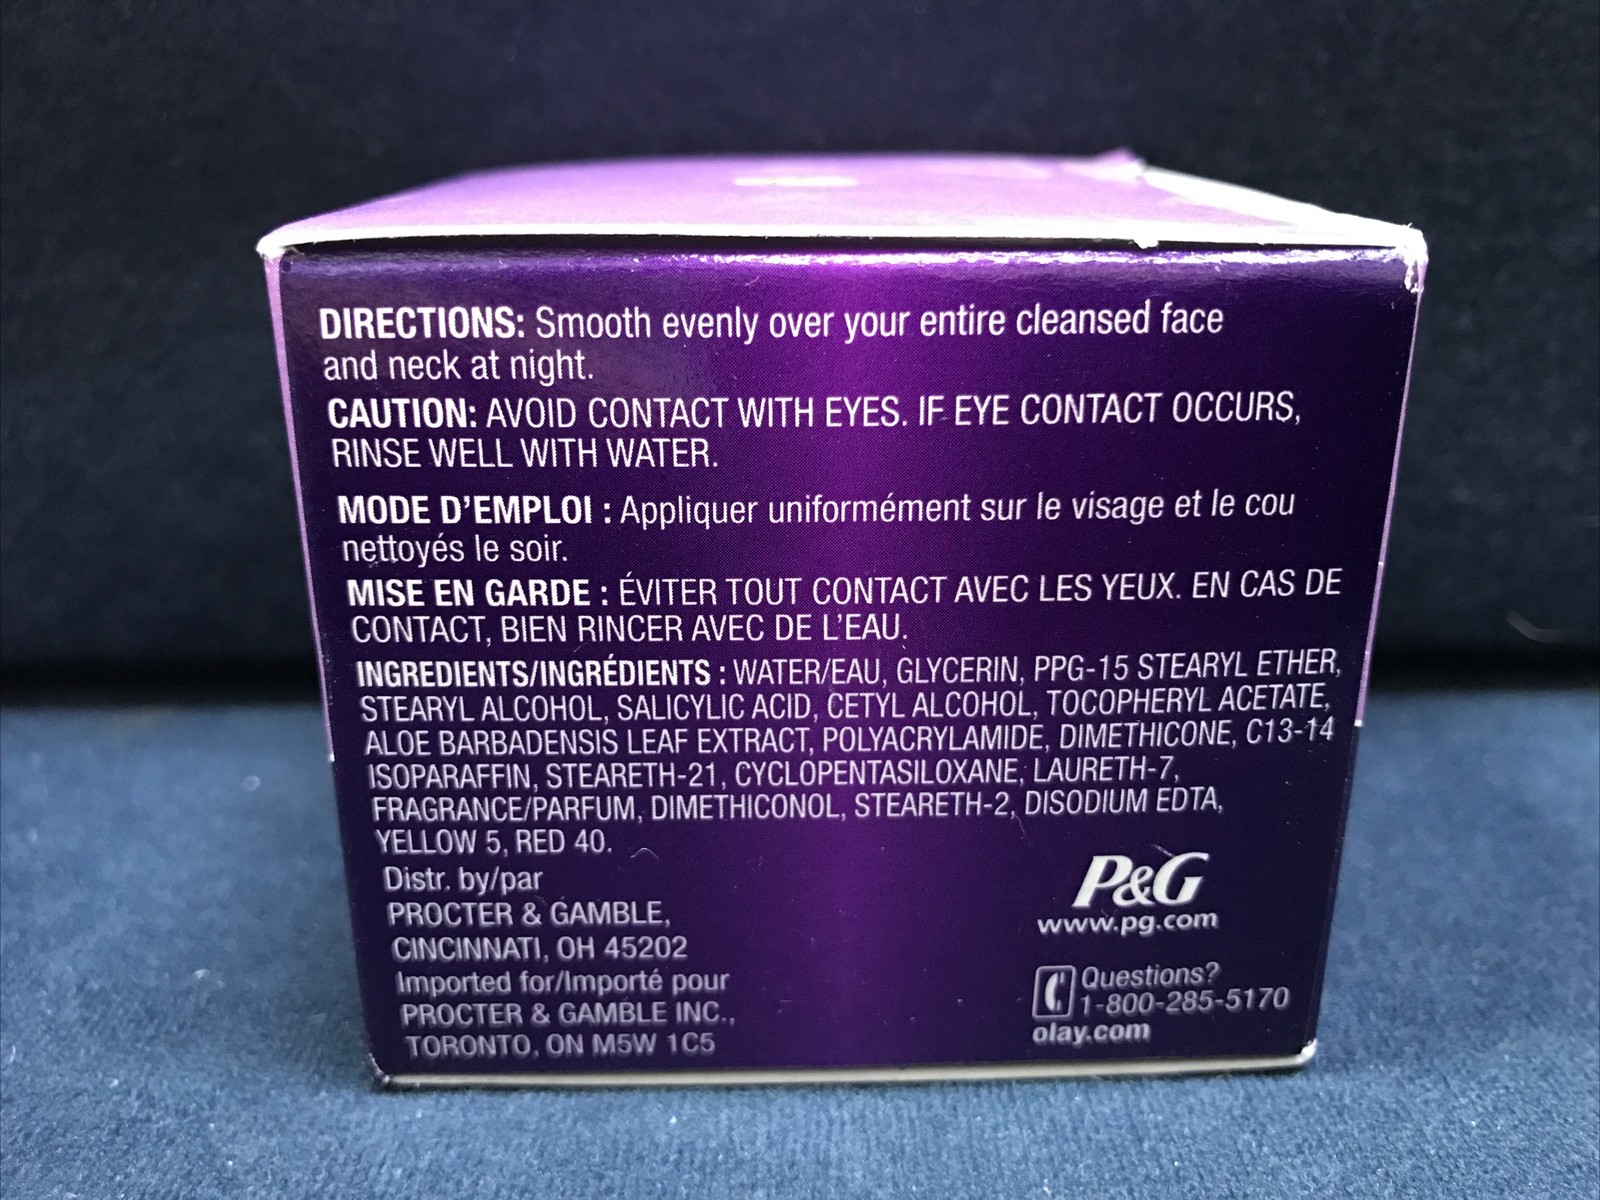 DIRECTIONS: Smooth evenly over your entire cleansed face
and neck at night.
CAUTION: AVOID CONTACT WITH EYES. IF EYE CONTACT OCCURS,
RINSE WELL WITH WATER.
MODE D'EMPLOI : Appliquer uniformément sur le visage et le cou
nettoyés le soir.
MISE EN GARDE : ÉVITER TOUT CONTACT AVEC LES YEUX. EN CAS DE
CONTACT, BIEN RINCER AVEC DE L'EAU.
INGREDIENTS/INGRÉDIENTS : WATER/EAU, GLYCERIN, PPG-15 STEARYL ETHER,
STEARYL ALCOHOL, SALICYLIC ACID, CETYL ALCOHOL, TOCOPHERYL ACETATE,
ALOE BARBADENSIS LEAF EXTRACT, POLYACRYLAMIDE, DIMETHICONE, C13-14
ISOPARAFFIN, STEARETH-21, CYCLOPENTASILOXANE, LAURETH-7,
FRAGRANCE/PARFUM, DIMETHICONOL, STEARETH-2, DISODIUM EDTA,
YELLOW 5, RED 40.
Distr. by/par
PROCTER & GAMBLE,
CINCINNATI, OH 45202
Imported for/Importé pour
PROCTER & GAMBLE INC.,
TORONTO, ON M5W 1C5
P&G
www.pg.com
Questions?
1-800-285-5170
olay.com